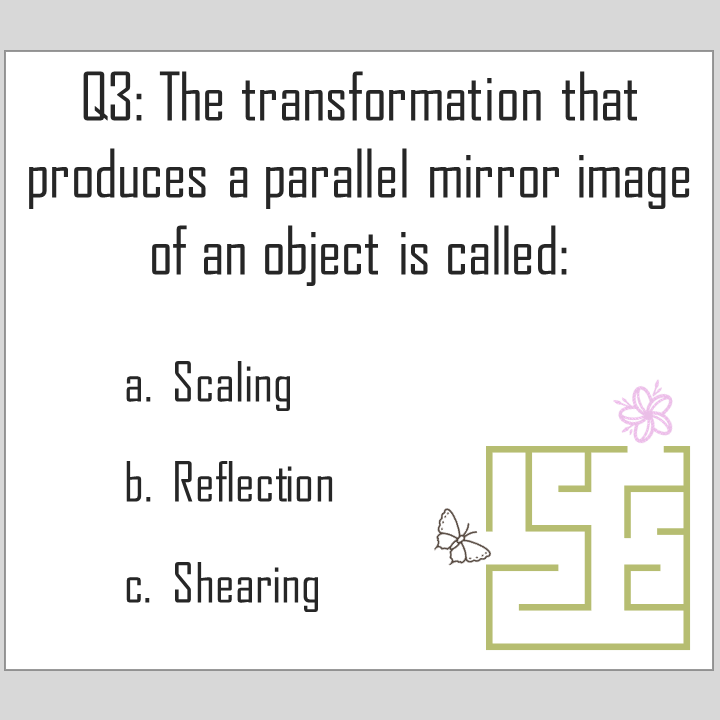 Q3: The transformation that
produces a parallel mirror image
of an object is called:
a. Scaling
b. Reflection
c. Shearing